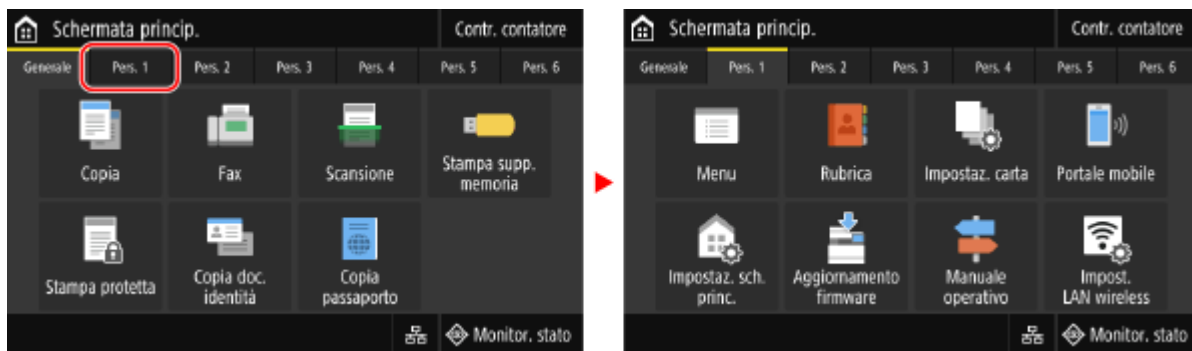 Schermata princip. Contr. contatore
Generale Pers. 1 Pers. 2 Pers. 3 Pers. 4 Pers. 5 Pers. 6
Copia Fax Scansione Stampa supp.
memoria
Stampa protetta Copia doc.
identità Copia
passaporto
Monitor. stato
Schermata princip. Contr. contatore
Generale Pers. 1 Pers. 2 Pers. 3 Pers. 4 Pers. 5 Pers. 6
Menu Rubrica Impostaz. carta Portale mobile
Impostaz. sch.
princ. Aggiornamento
firmware Manuale
operativo Impost.
LAN wireless
Monitor. stato